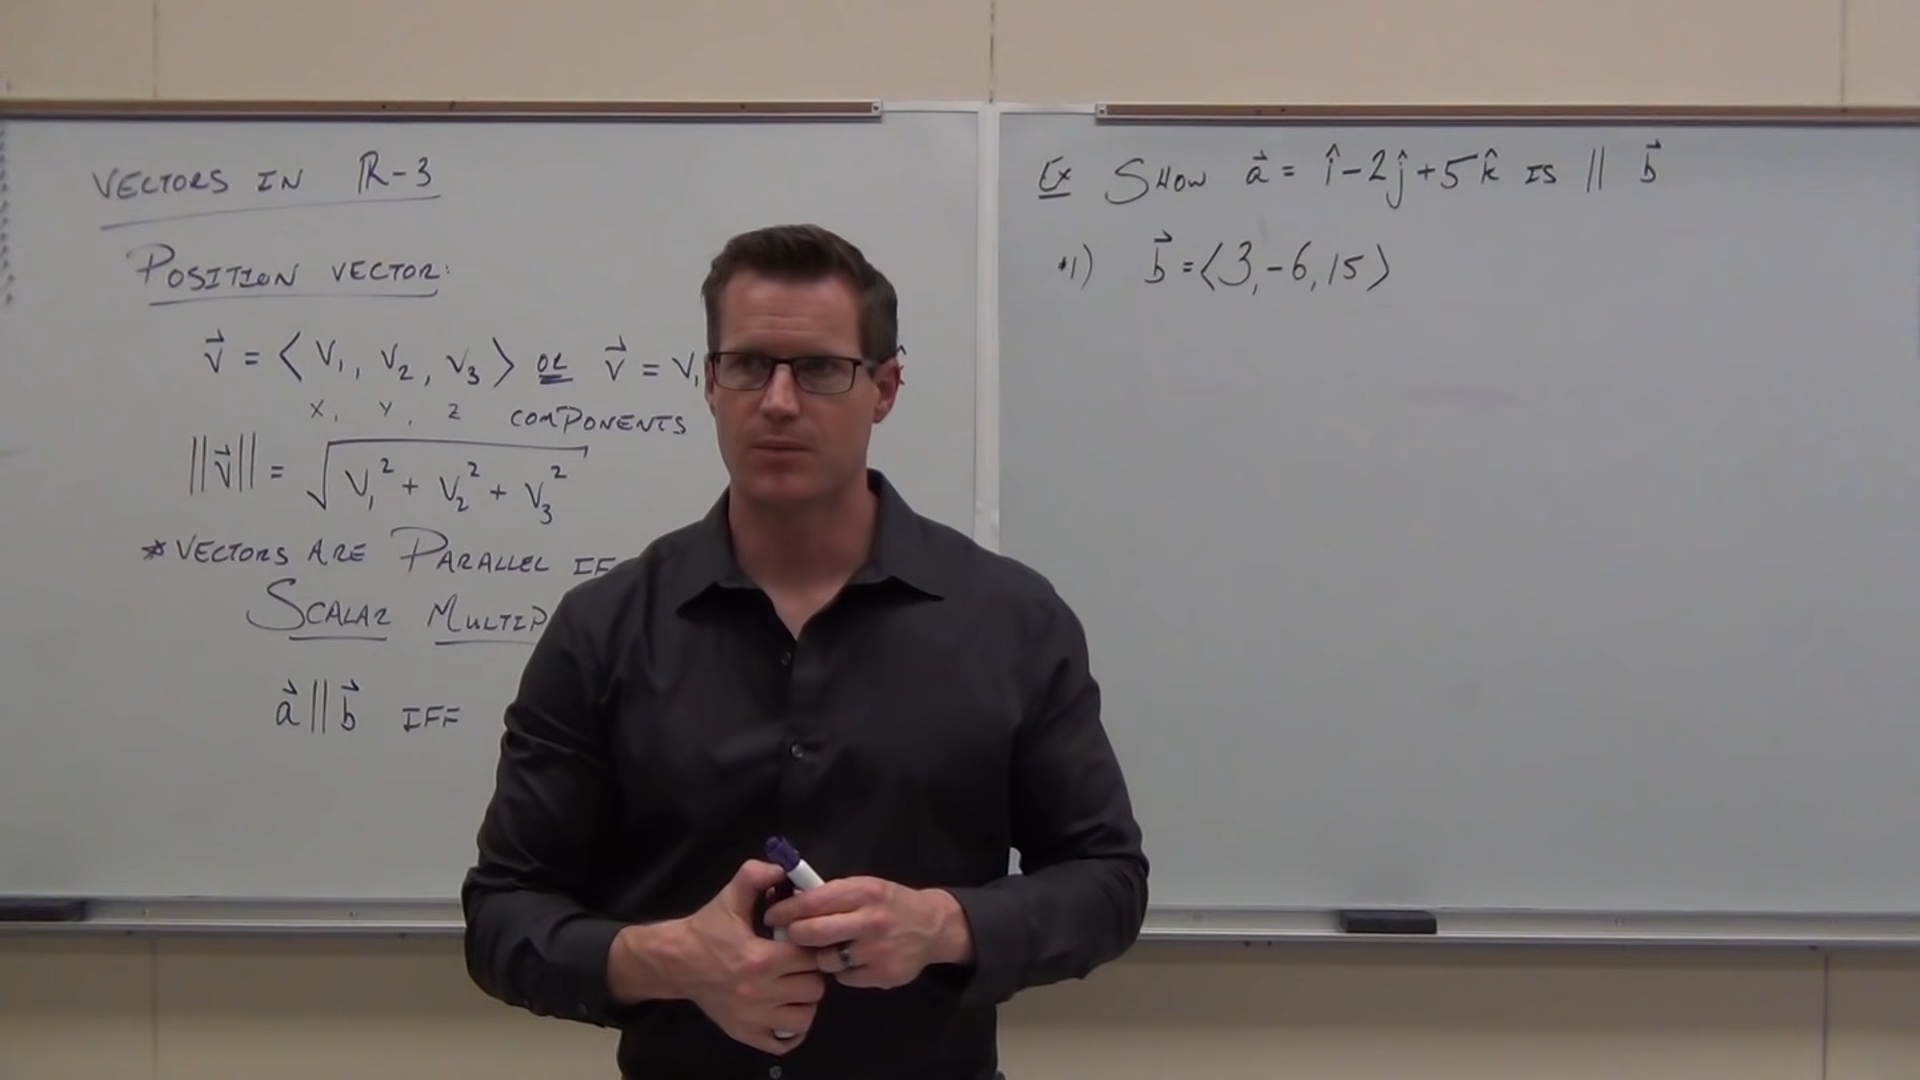 VECTORS IN R-3
POSITION VECTOR:
v⃗ = ⟨ v₁, v₂, v₃ ⟩ OR v⃗ = v₁
x, y, z COMPONENTS
||v⃗|| = √(v₁² + v₂² + v₃²)
* VECTORS ARE PARALLEL IFF
SCALAR
a⃗ || b⃗ IFF
Ex SHOW a⃗ = î - 2ĵ + 5k̂ IS || b⃗
#1) b⃗ = ⟨3, -6, 15⟩